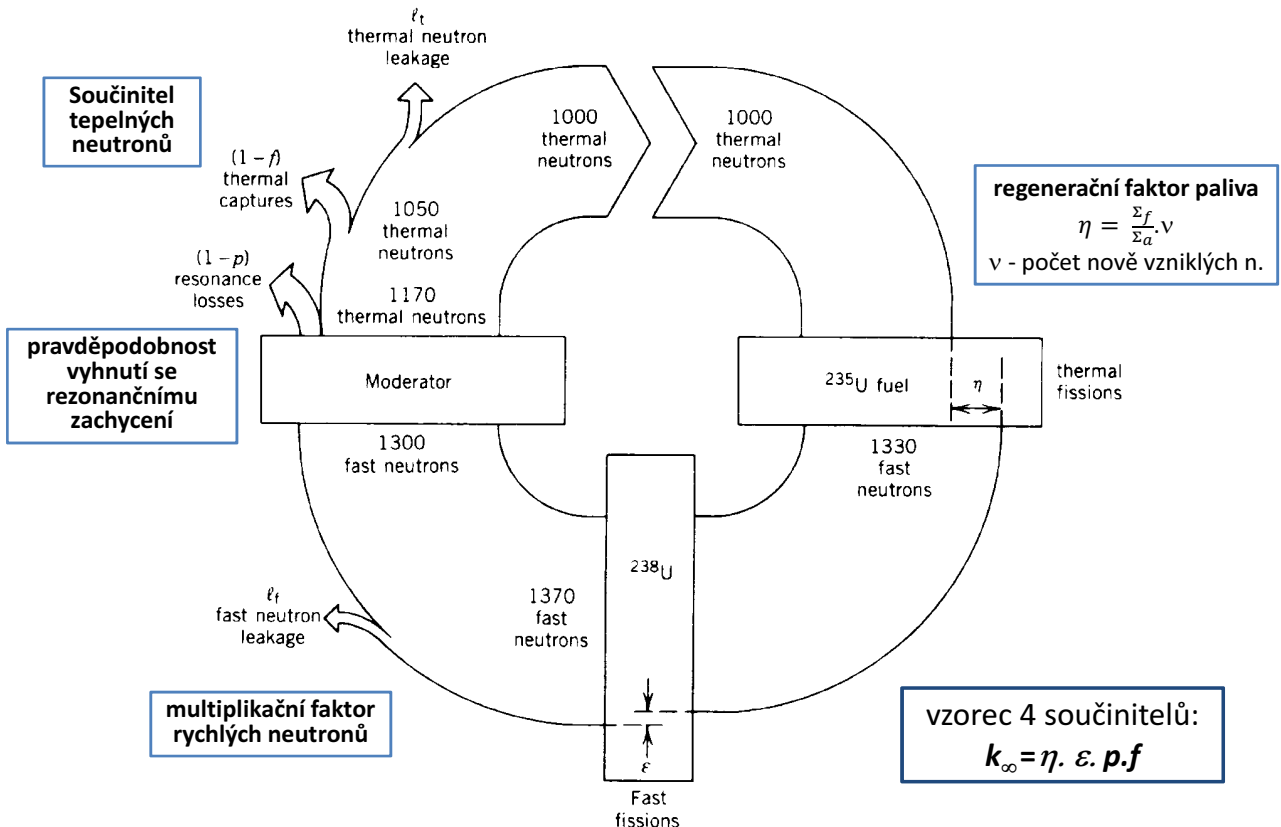 ℓt
thermal neutron
leakage
Součinitel
tepelných
neutronů
1000
thermal
neutrons
1000
thermal
neutrons
(1 – f)
thermal
captures
regenerační faktor paliva
η = Σf/Σa.ν
ν - počet nově vzniklých n.
1050
thermal
neutrons
(1 – p)
resonance
losses
1170
thermal neutrons
pravděpodobnost
vyhnutí se
rezonančnímu
zachycení
Moderator
235U fuel
η
thermal
fissions
1300
fast neutrons
1330
fast
neutrons
238U
1370
fast
neutrons
ℓf
fast neutron
leakage
multiplikační faktor
rychlých neutronů
ε
Fast
fissions
vzorec 4 součinitelů:
k∞=η. ε. p.f